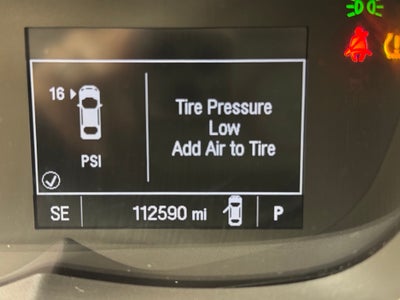 16
Tire Pressure
Low
Add Air to Tire
PSI
SE 112590 mi P